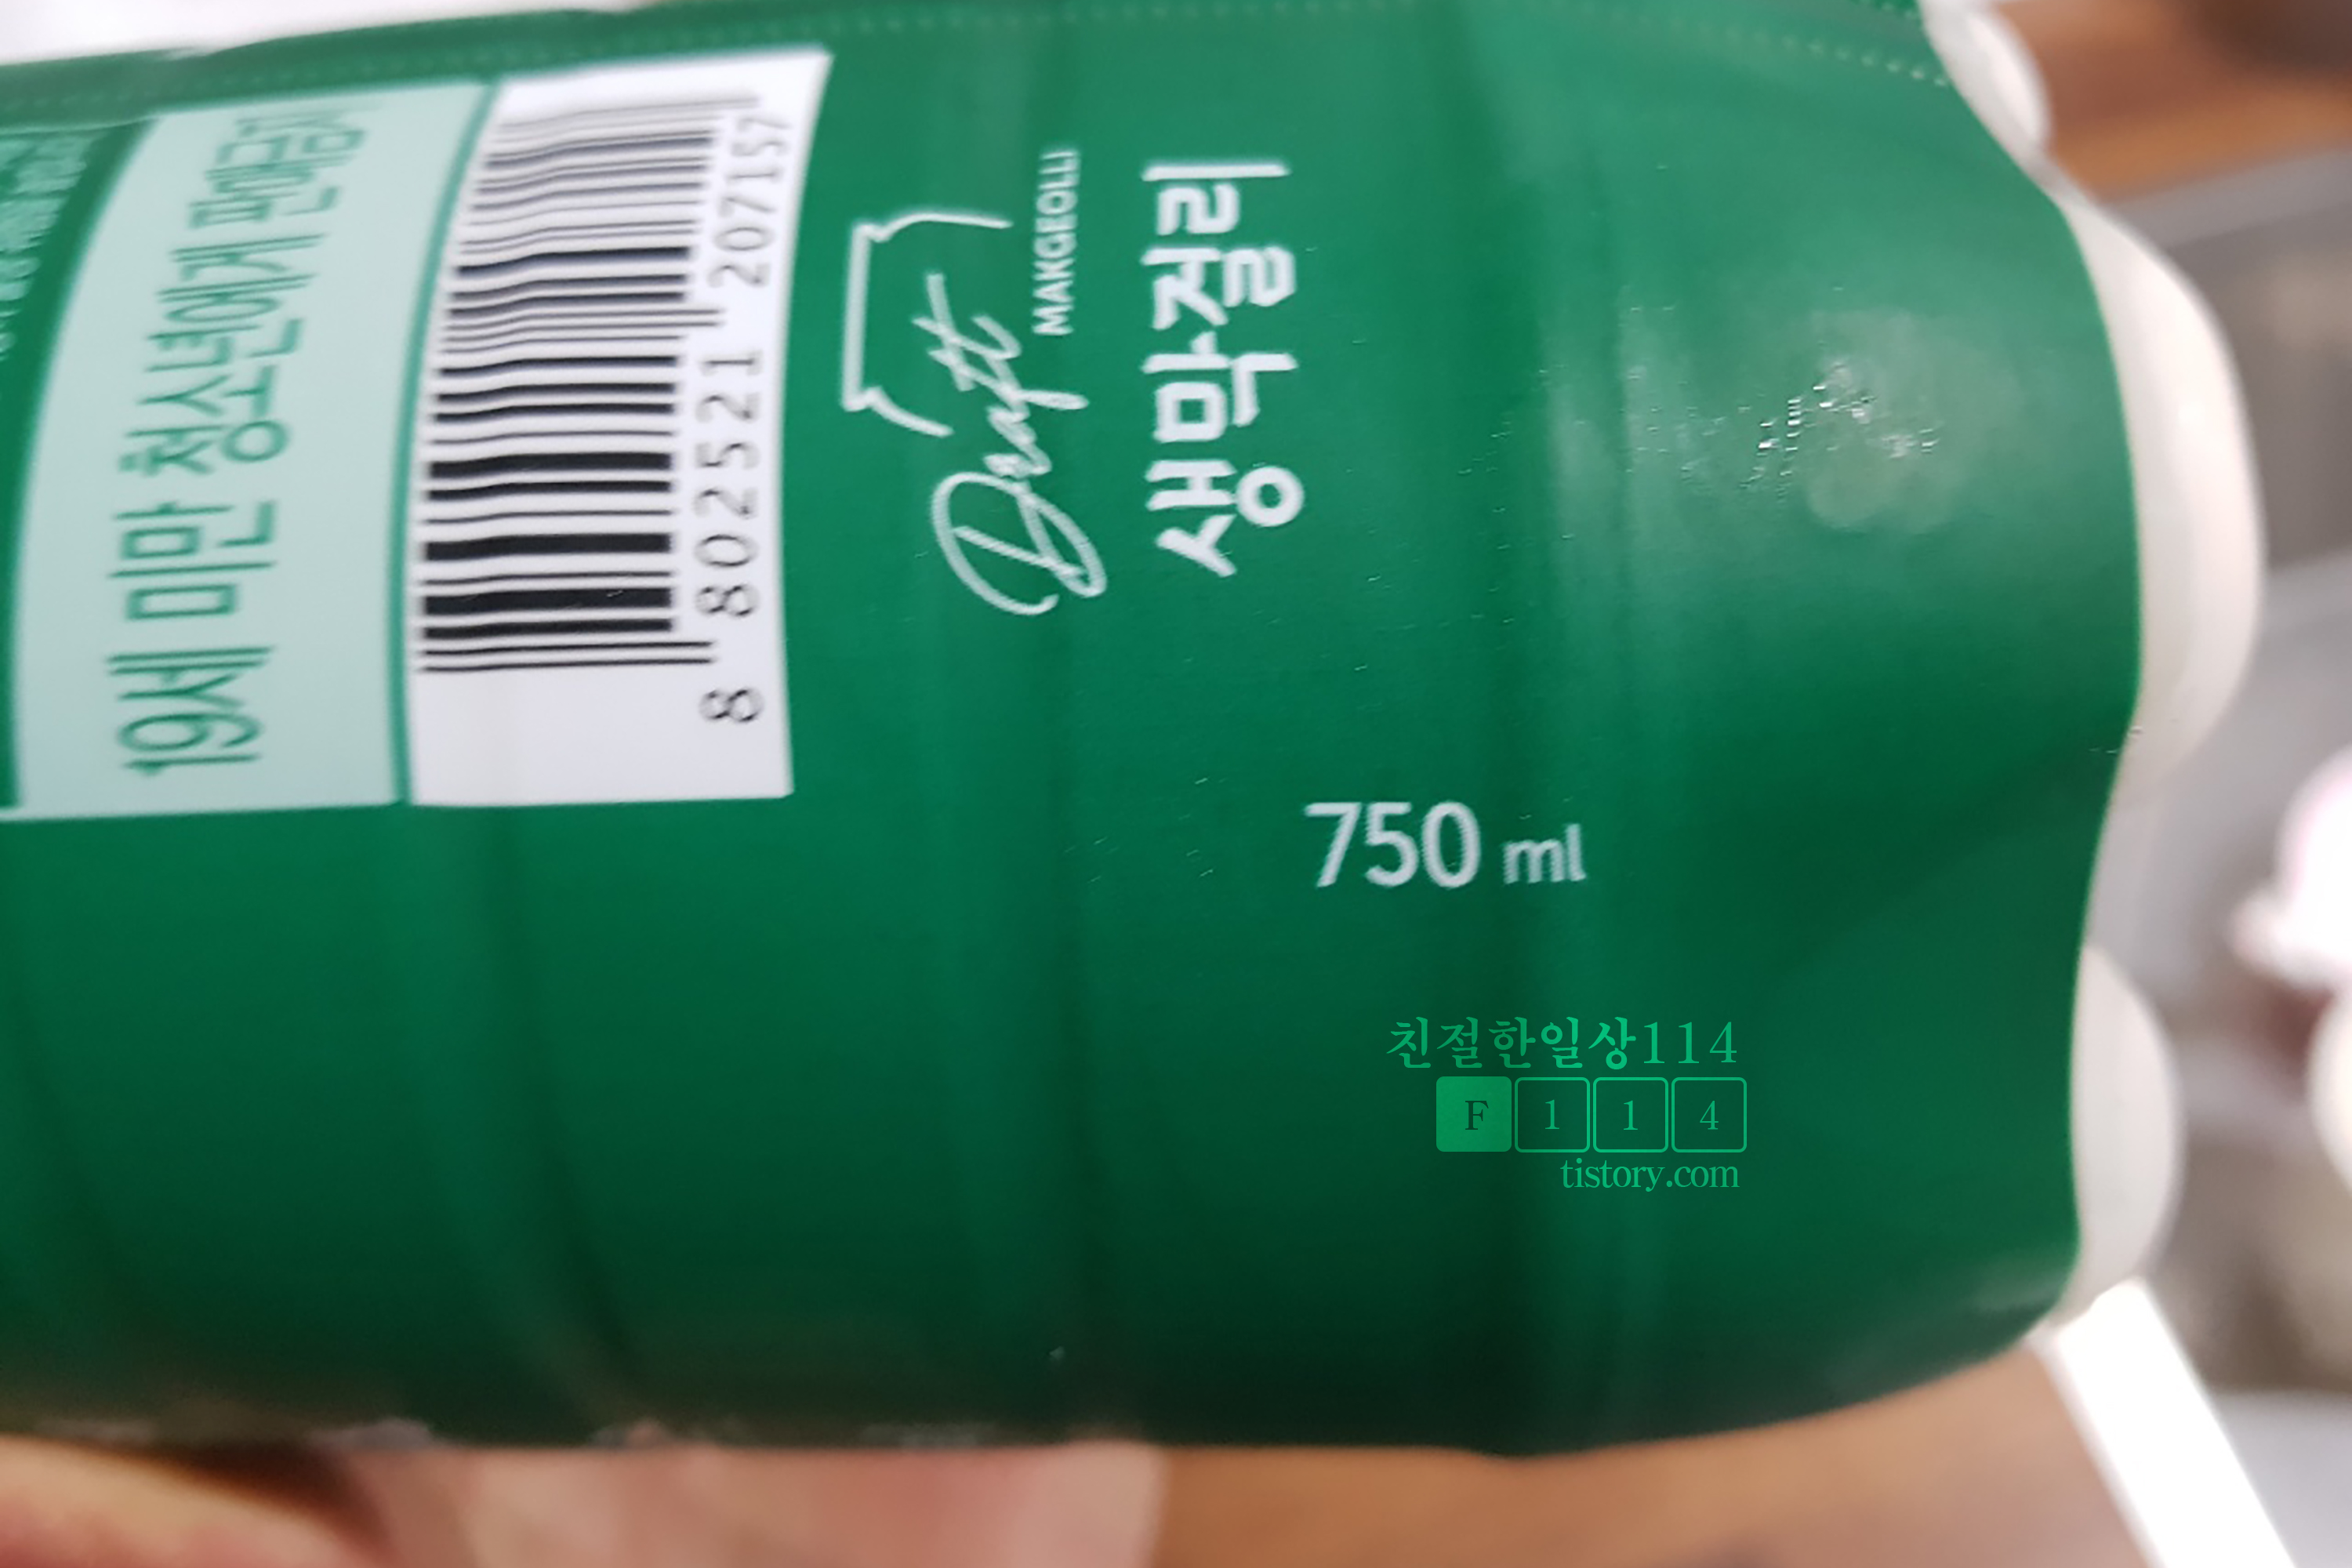 19세 미만 청소년에게 판매금지
8 802521 207157
Draft
MAKGEOLLI
생막걸리
750 ml
친절한일상114
F 1 1 4
tistory.com